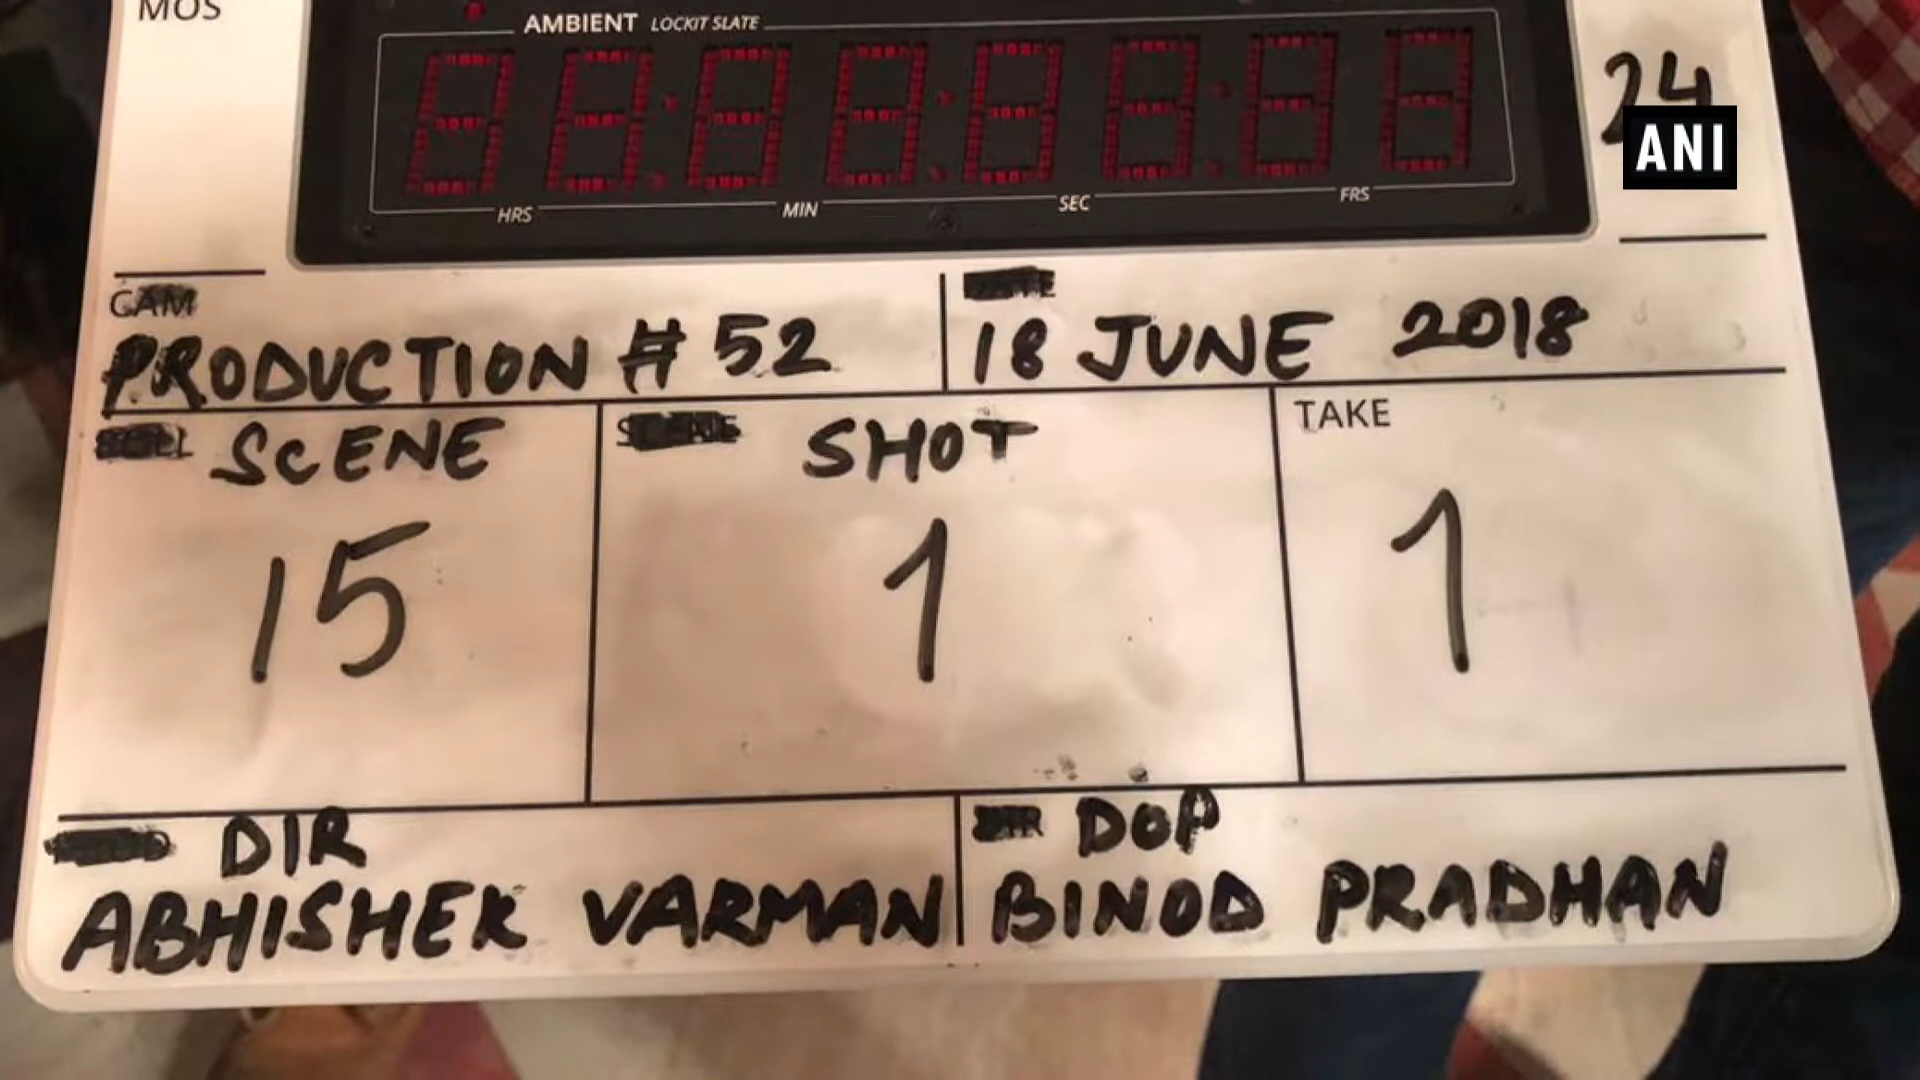 MOS
AMBIENT LOCKIT SLATE
24
ANI
HRS MIN SEC FRS
CAM
PRODUCTION # 52
18 JUNE 2018
SCENE
SHOT
TAKE
15
1
1
DIR
DOP
ABHISHEK VARMAN
BINOD PRADHAN